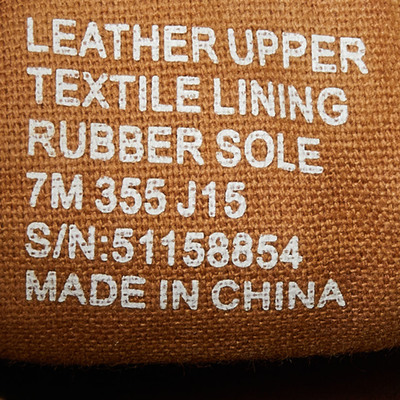 LEATHER UPPER
TEXTILE LINING
RUBBER SOLE
7M 355 J15
S/N:51158854
MADE IN CHINA